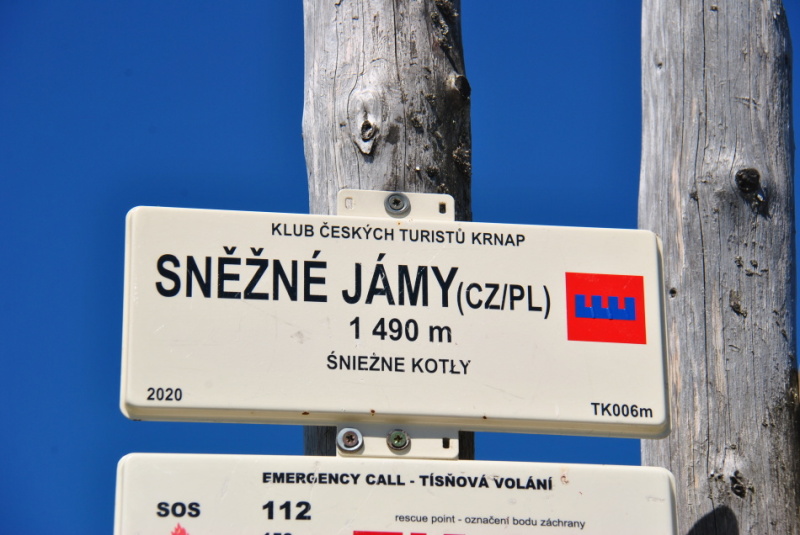 KLUB ČESKÝCH TURISTŮ KRNAP
SNĚŽNÉ JÁMY(CZ/PL)
1 490 m
ŚNIEŻNE KOTŁY
2020 TK006m
EMERGENCY CALL - TÍSŇOVÁ VOLÁNÍ
SOS 112
rescue point - označení bodu záchrany